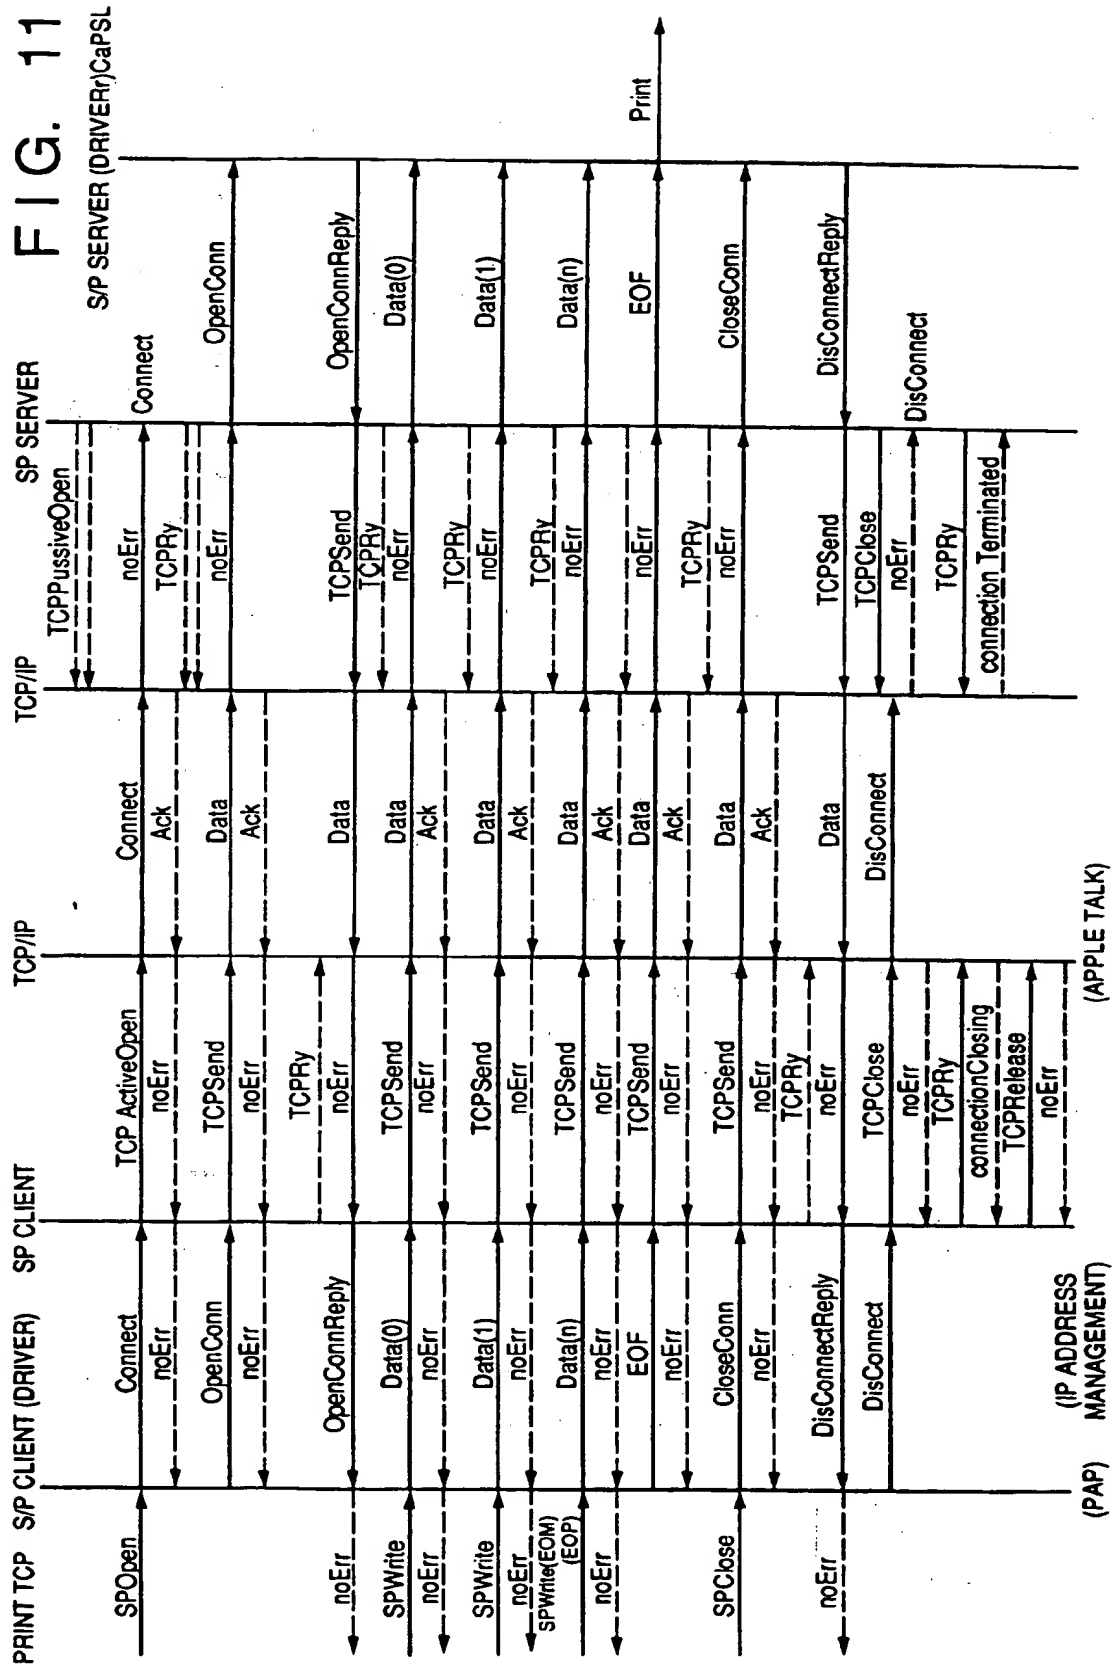 FIG. 11
PRINT TCP
S/P CLIENT (DRIVER)
SP CLIENT
TCP/IP
TCP/IP
SP SERVER
S/P SERVER (DRIVERr)CaPSL
SPOpen
noErr
SPWrite
noErr
SPWrite
noErr
SPWrite(EOM)
(EOP)
noErr
SPClose
noErr
Connect
noErr
OpenConn
noErr
OpenConnReply
Data(0)
noErr
Data(1)
noErr
Data(n)
noErr
EOF
noErr
CloseConn
noErr
DisConnectReply
DisConnect
TCP ActiveOpen
noErr
TCPSend
noErr
TCPRy
noErr
TCPSend
noErr
TCPSend
noErr
TCPSend
noErr
TCPSend
noErr
TCPSend
noErr
TCPRy
noErr
TCPClose
noErr
TCPRy
connectionClosing
TCPRelease
noErr
Connect
Ack
Data
Ack
Data
Data
Ack
Data
Ack
Data
Ack
Data
Ack
Data
Ack
Data
DisConnect
TCPPussiveOpen
noErr
TCPRy
noErr
TCPSend
TCPRy
noErr
TCPRy
noErr
TCPRy
noErr
noErr
TCPRy
noErr
TCPSend
TCPClose
noErr
TCPRy
connection Terminated
Connect
OpenConn
OpenConnReply
Data(0)
Data(1)
Data(n)
EOF
CloseConn
DisConnectReply
DisConnect
Print
(PAP)
(IP ADDRESS
MANAGEMENT)
(APPLE TALK)